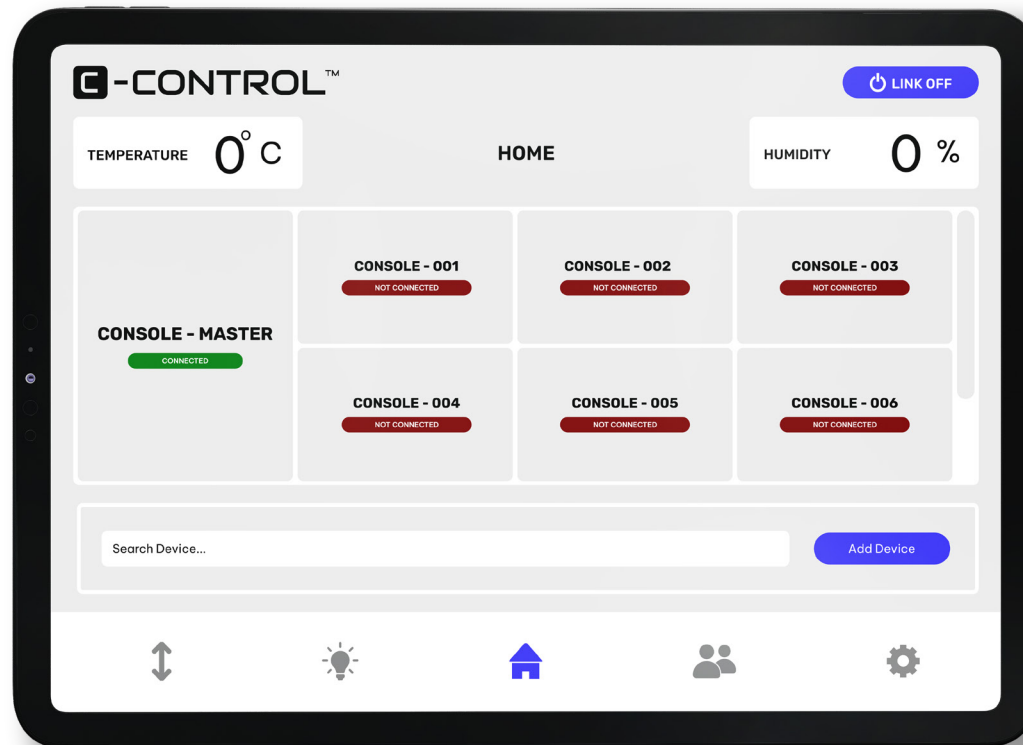 C-CONTROL™
LINK OFF
TEMPERATURE 0°C
HOME
HUMIDITY 0 %
CONSOLE - MASTER
CONNECTED
CONSOLE - 001
NOT CONNECTED
CONSOLE - 002
NOT CONNECTED
CONSOLE - 003
NOT CONNECTED
CONSOLE - 004
NOT CONNECTED
CONSOLE - 005
NOT CONNECTED
CONSOLE - 006
NOT CONNECTED
Search Device...
Add Device